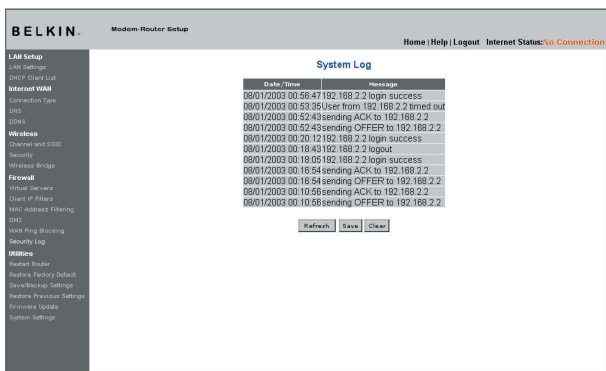 BELKIN
Modem-Router Setup
Home | Help | Logout Internet Status:No Connection
LAN Setup
LAN Settings
DHCP Client List
Internet WAN
Connection Type
DNS
DDNS
Wireless
Channel and SSID
Security
Wireless Bridge
Firewall
Virtual Servers
Client IP Filters
MAC Address Filtering
DMZ
WAN Ping Blocking
Security Log
Utilities
Restart Router
Restore Factory Default
Save/Backup Settings
Restore Previous Settings
Firmware Update
System Settings
System Log
Date/Time Message
08/01/2003 00:56:47 192.168.2.2 login success
08/01/2003 00:53:35 User from 192.168.2.2 timed out
08/01/2003 00:52:43 sending ACK to 192.168.2.2
08/01/2003 00:52:43 sending OFFER to 192.168.2.2
08/01/2003 00:20:12 192.168.2.2 login success
08/01/2003 00:18:43 192.168.2.2 logout
08/01/2003 00:18:05 192.168.2.2 login success
08/01/2003 00:16:54 sending ACK to 192.168.2.2
08/01/2003 00:16:54 sending OFFER to 192.168.2.2
08/01/2003 00:10:56 sending ACK to 192.168.2.2
08/01/2003 00:10:56 sending OFFER to 192.168.2.2
Refresh Save Clear